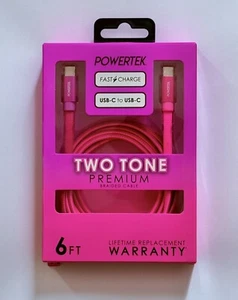 POWERTEK
FAST CHARGE
USB-C to USB-C
TWO TONE
PREMIUM
BRAIDED CABLE
6FT
LIFETIME REPLACEMENT
WARRANTY